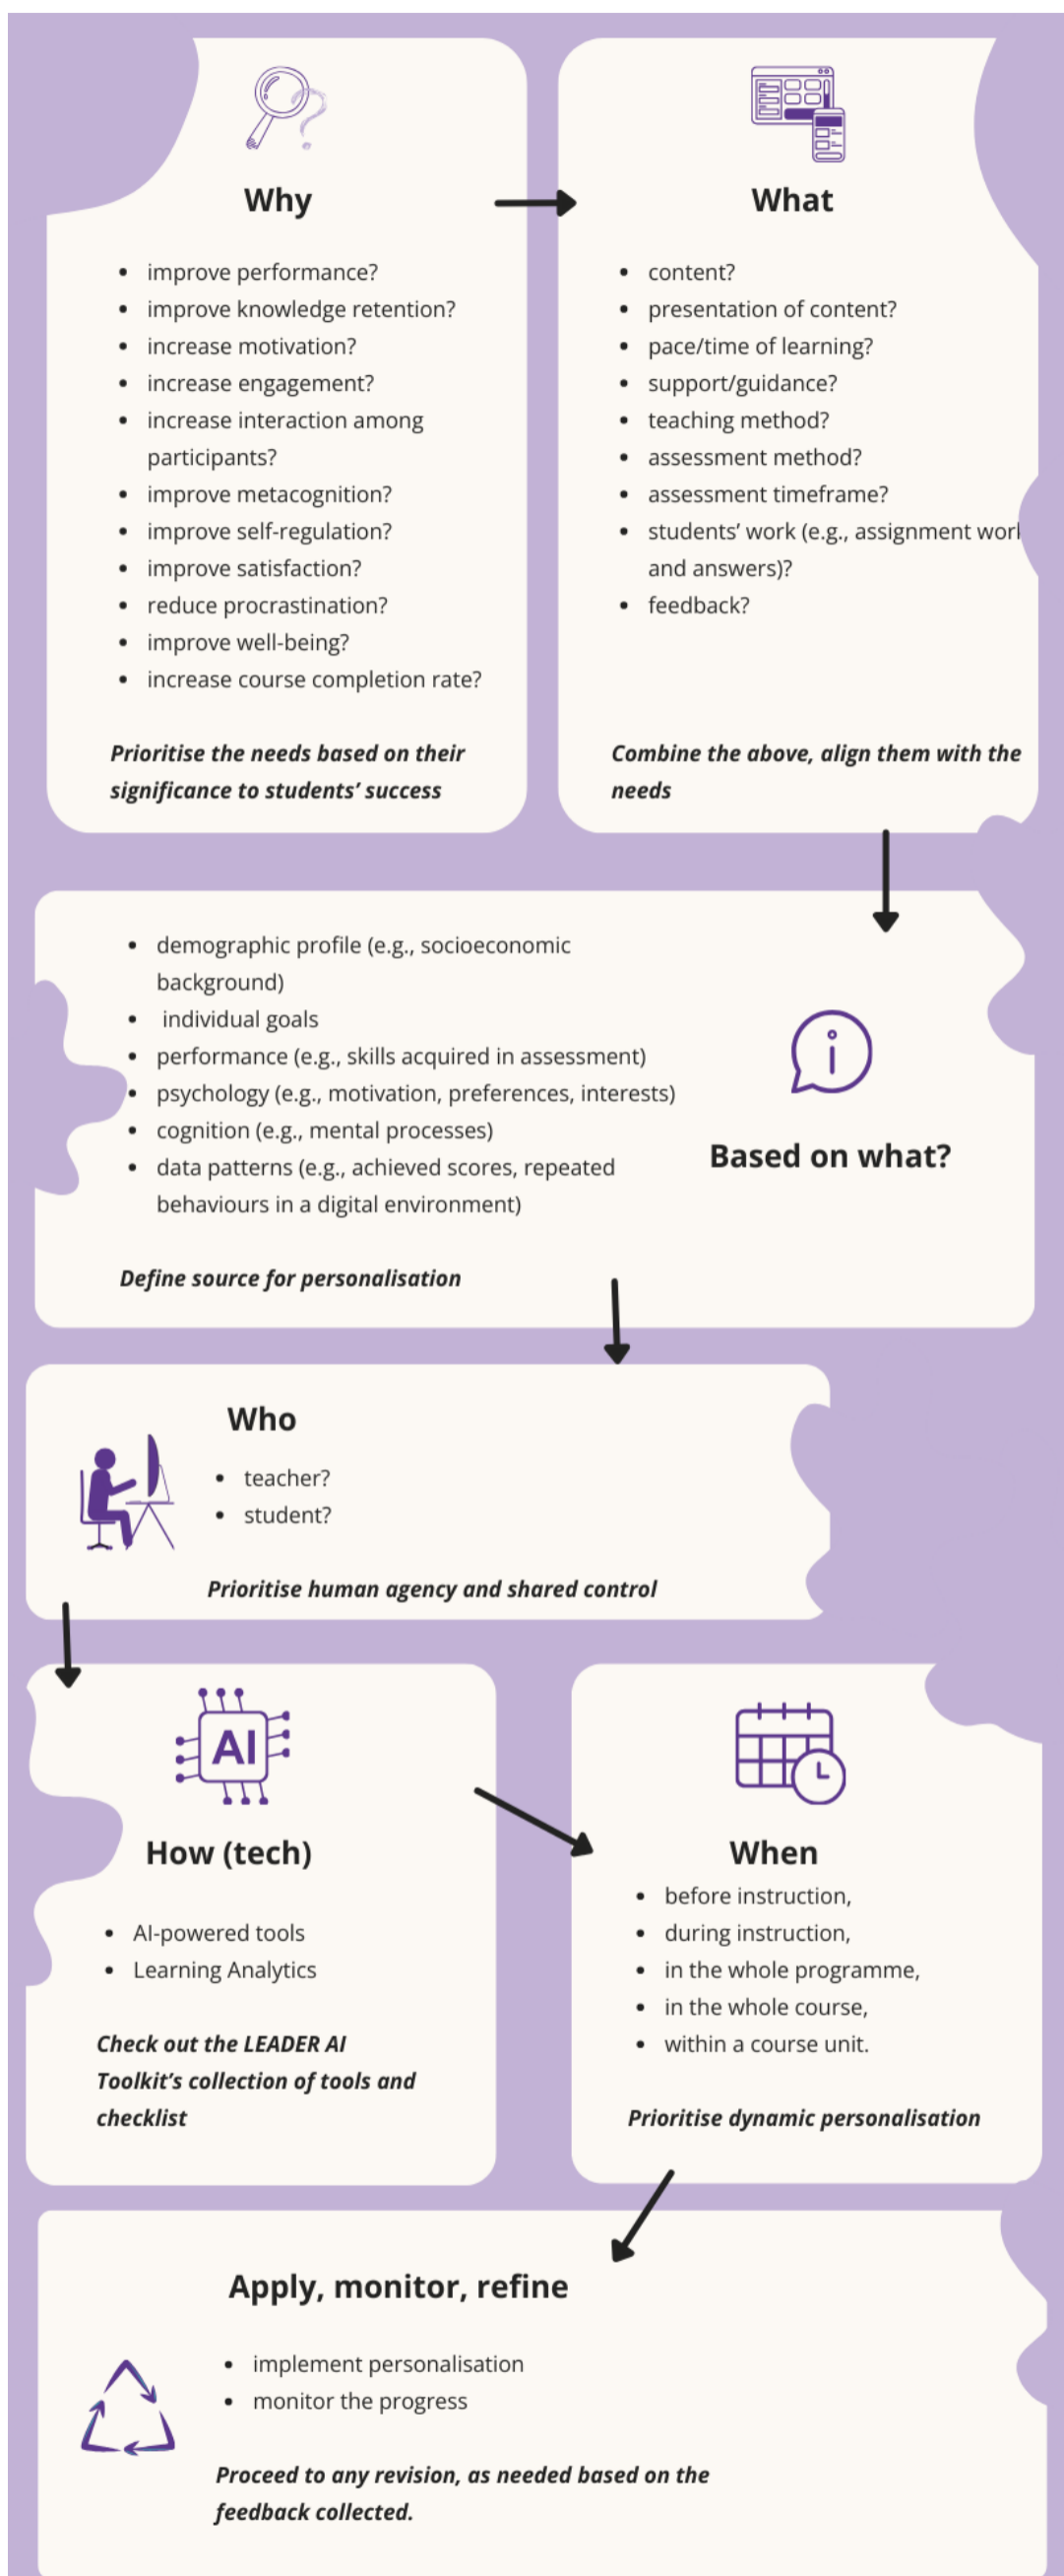 Why
• improve performance?
• improve knowledge retention?
• increase motivation?
• increase engagement?
• increase interaction among
participants?
• improve metacognition?
• improve self-regulation?
• improve satisfaction?
• reduce procrastination?
• improve well-being?
• increase course completion rate?
Prioritise the needs based on their
significance to students’ success
What
• content?
• presentation of content?
• pace/time of learning?
• support/guidance?
• teaching method?
• assessment method?
• assessment timeframe?
• students’ work (e.g., assignment work
and answers)?
• feedback?
Combine the above, align them with the
needs
• demographic profile (e.g., socioeconomic
background)
• individual goals
• performance (e.g., skills acquired in assessment)
• psychology (e.g., motivation, preferences, interests)
• cognition (e.g., mental processes)
• data patterns (e.g., achieved scores, repeated
behaviours in a digital environment)
Define source for personalisation
Based on what?
Who
• teacher?
• student?
Prioritise human agency and shared control
AI
How (tech)
• AI-powered tools
• Learning Analytics
Check out the LEADER AI
Toolkit’s collection of tools and
checklist
When
• before instruction,
• during instruction,
• in the whole programme,
• in the whole course,
• within a course unit.
Prioritise dynamic personalisation
Apply, monitor, refine
• implement personalisation
• monitor the progress
Proceed to any revision, as needed based on the
feedback collected.